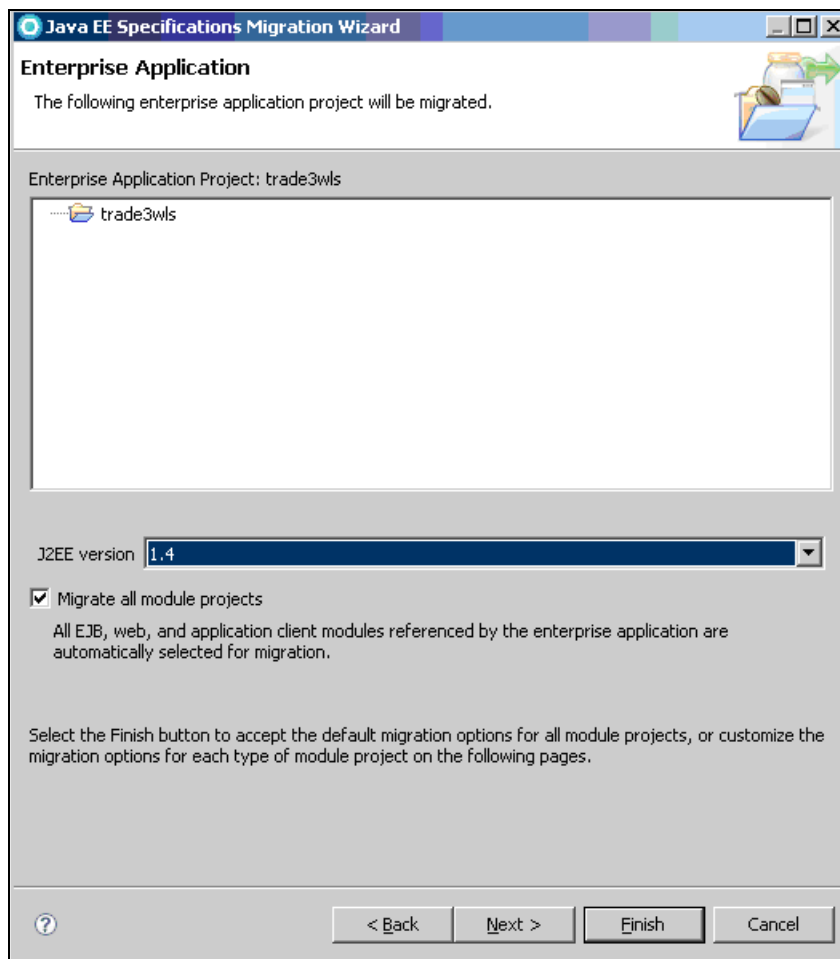 Java EE Specifications Migration Wizard
Enterprise Application
The following enterprise application project will be migrated.
Enterprise Application Project: trade3wls
trade3wls
J2EE version 1.4
Migrate all module projects
All EJB, web, and application client modules referenced by the enterprise application are
automatically selected for migration.
Select the Finish button to accept the default migration options for all module projects, or customize the
migration options for each type of module project on the following pages.
? < Back Next > Finish Cancel